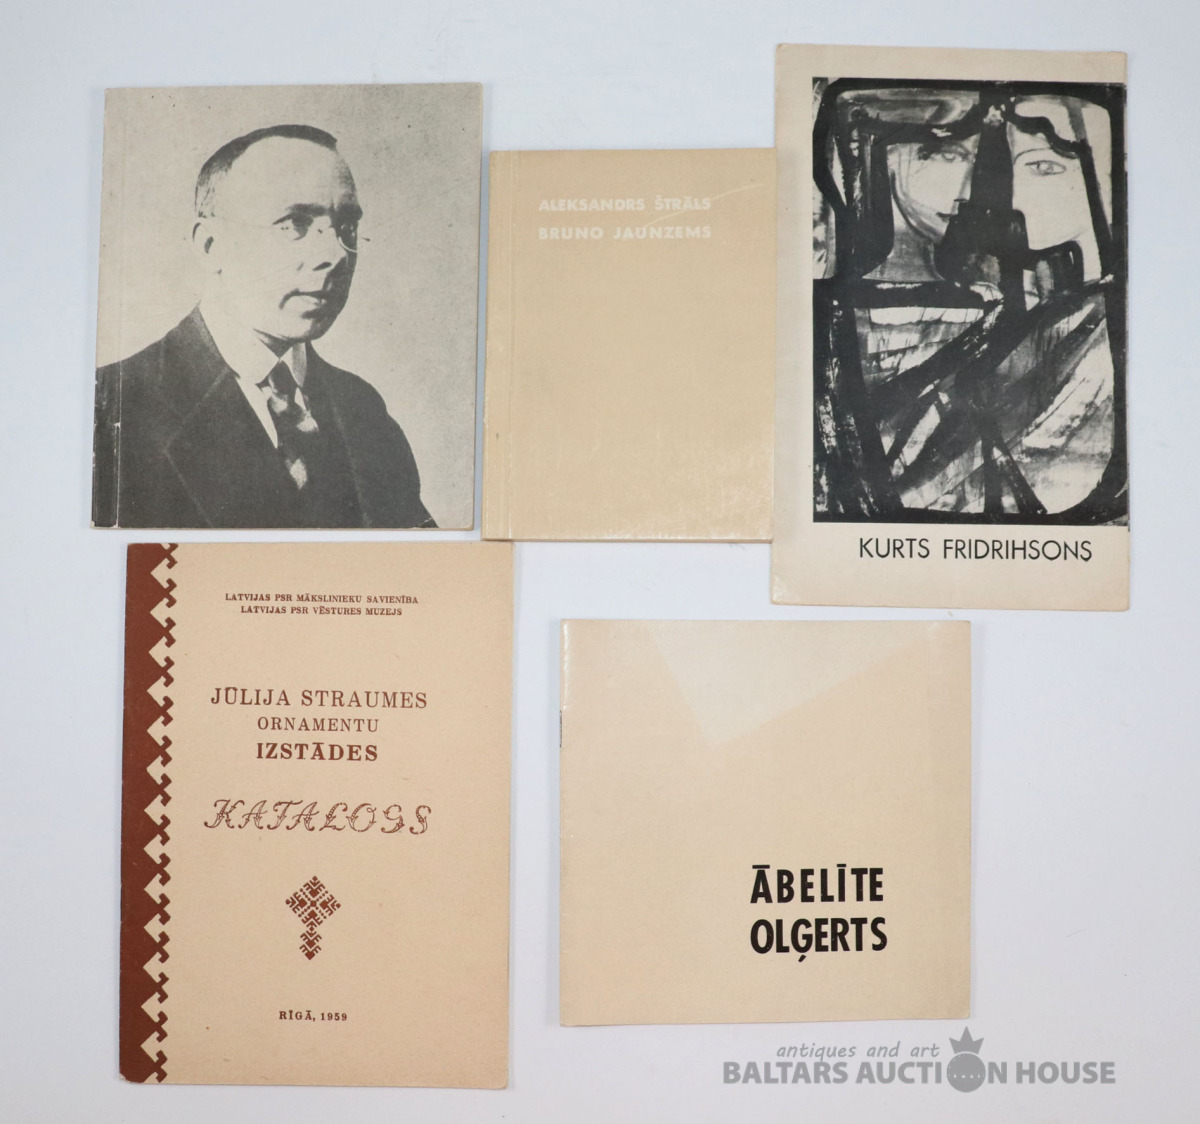 ALEKSANDRS ŠTRĀLS
BRUNO JAUNZEMS
KURTS FRIDRIHSONS
LATVIJAS PSR MĀKSLINIEKU SAVIENĪBA
LATVIJAS PSR VĒSTURES MUZEJS
JŪLIJA STRAUMES
ORNAMENTU
IZSTĀDES
KATALOGS
RĪGĀ, 1959
ĀBELĪTE
OĻĢERTS
antiques and art
BALTARS AUCTION HOUSE